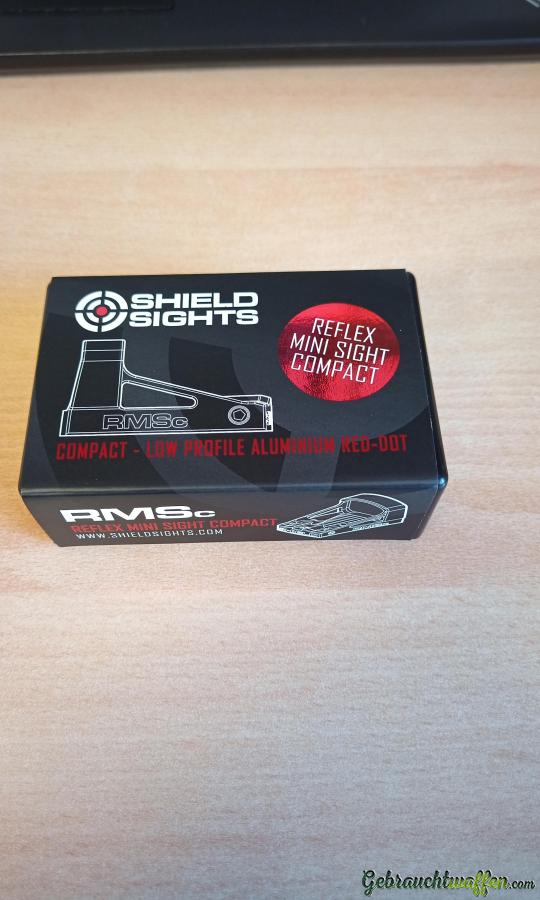 SHIELD
SIGHTS
REFLEX
MINI SIGHT
COMPACT
RMSc
COMPACT - LOW PROFILE ALUMINIUM RED-DOT
RMSc
REFLEX MINI SIGHT COMPACT
WWW.SHIELDSIGHTS.COM
Gebrauchtwaffen.com